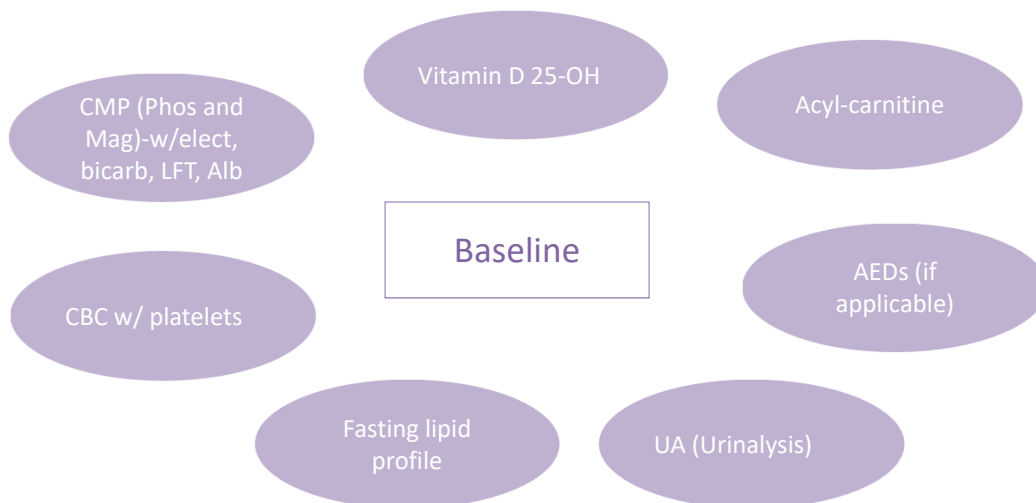 Vitamin D 25-OH
CMP (Phos and
Mag)-w/elect,
bicarb, LFT, Alb
Acyl-carnitine
Baseline
AEDs (if
applicable)
CBC w/ platelets
Fasting lipid
profile
UA (Urinalysis)